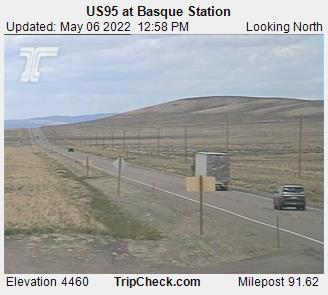 US95 at Basque Station
Updated: May 06 2022 12:58 PM Looking North
Elevation 4460 TripCheck.com Milepost 91.62